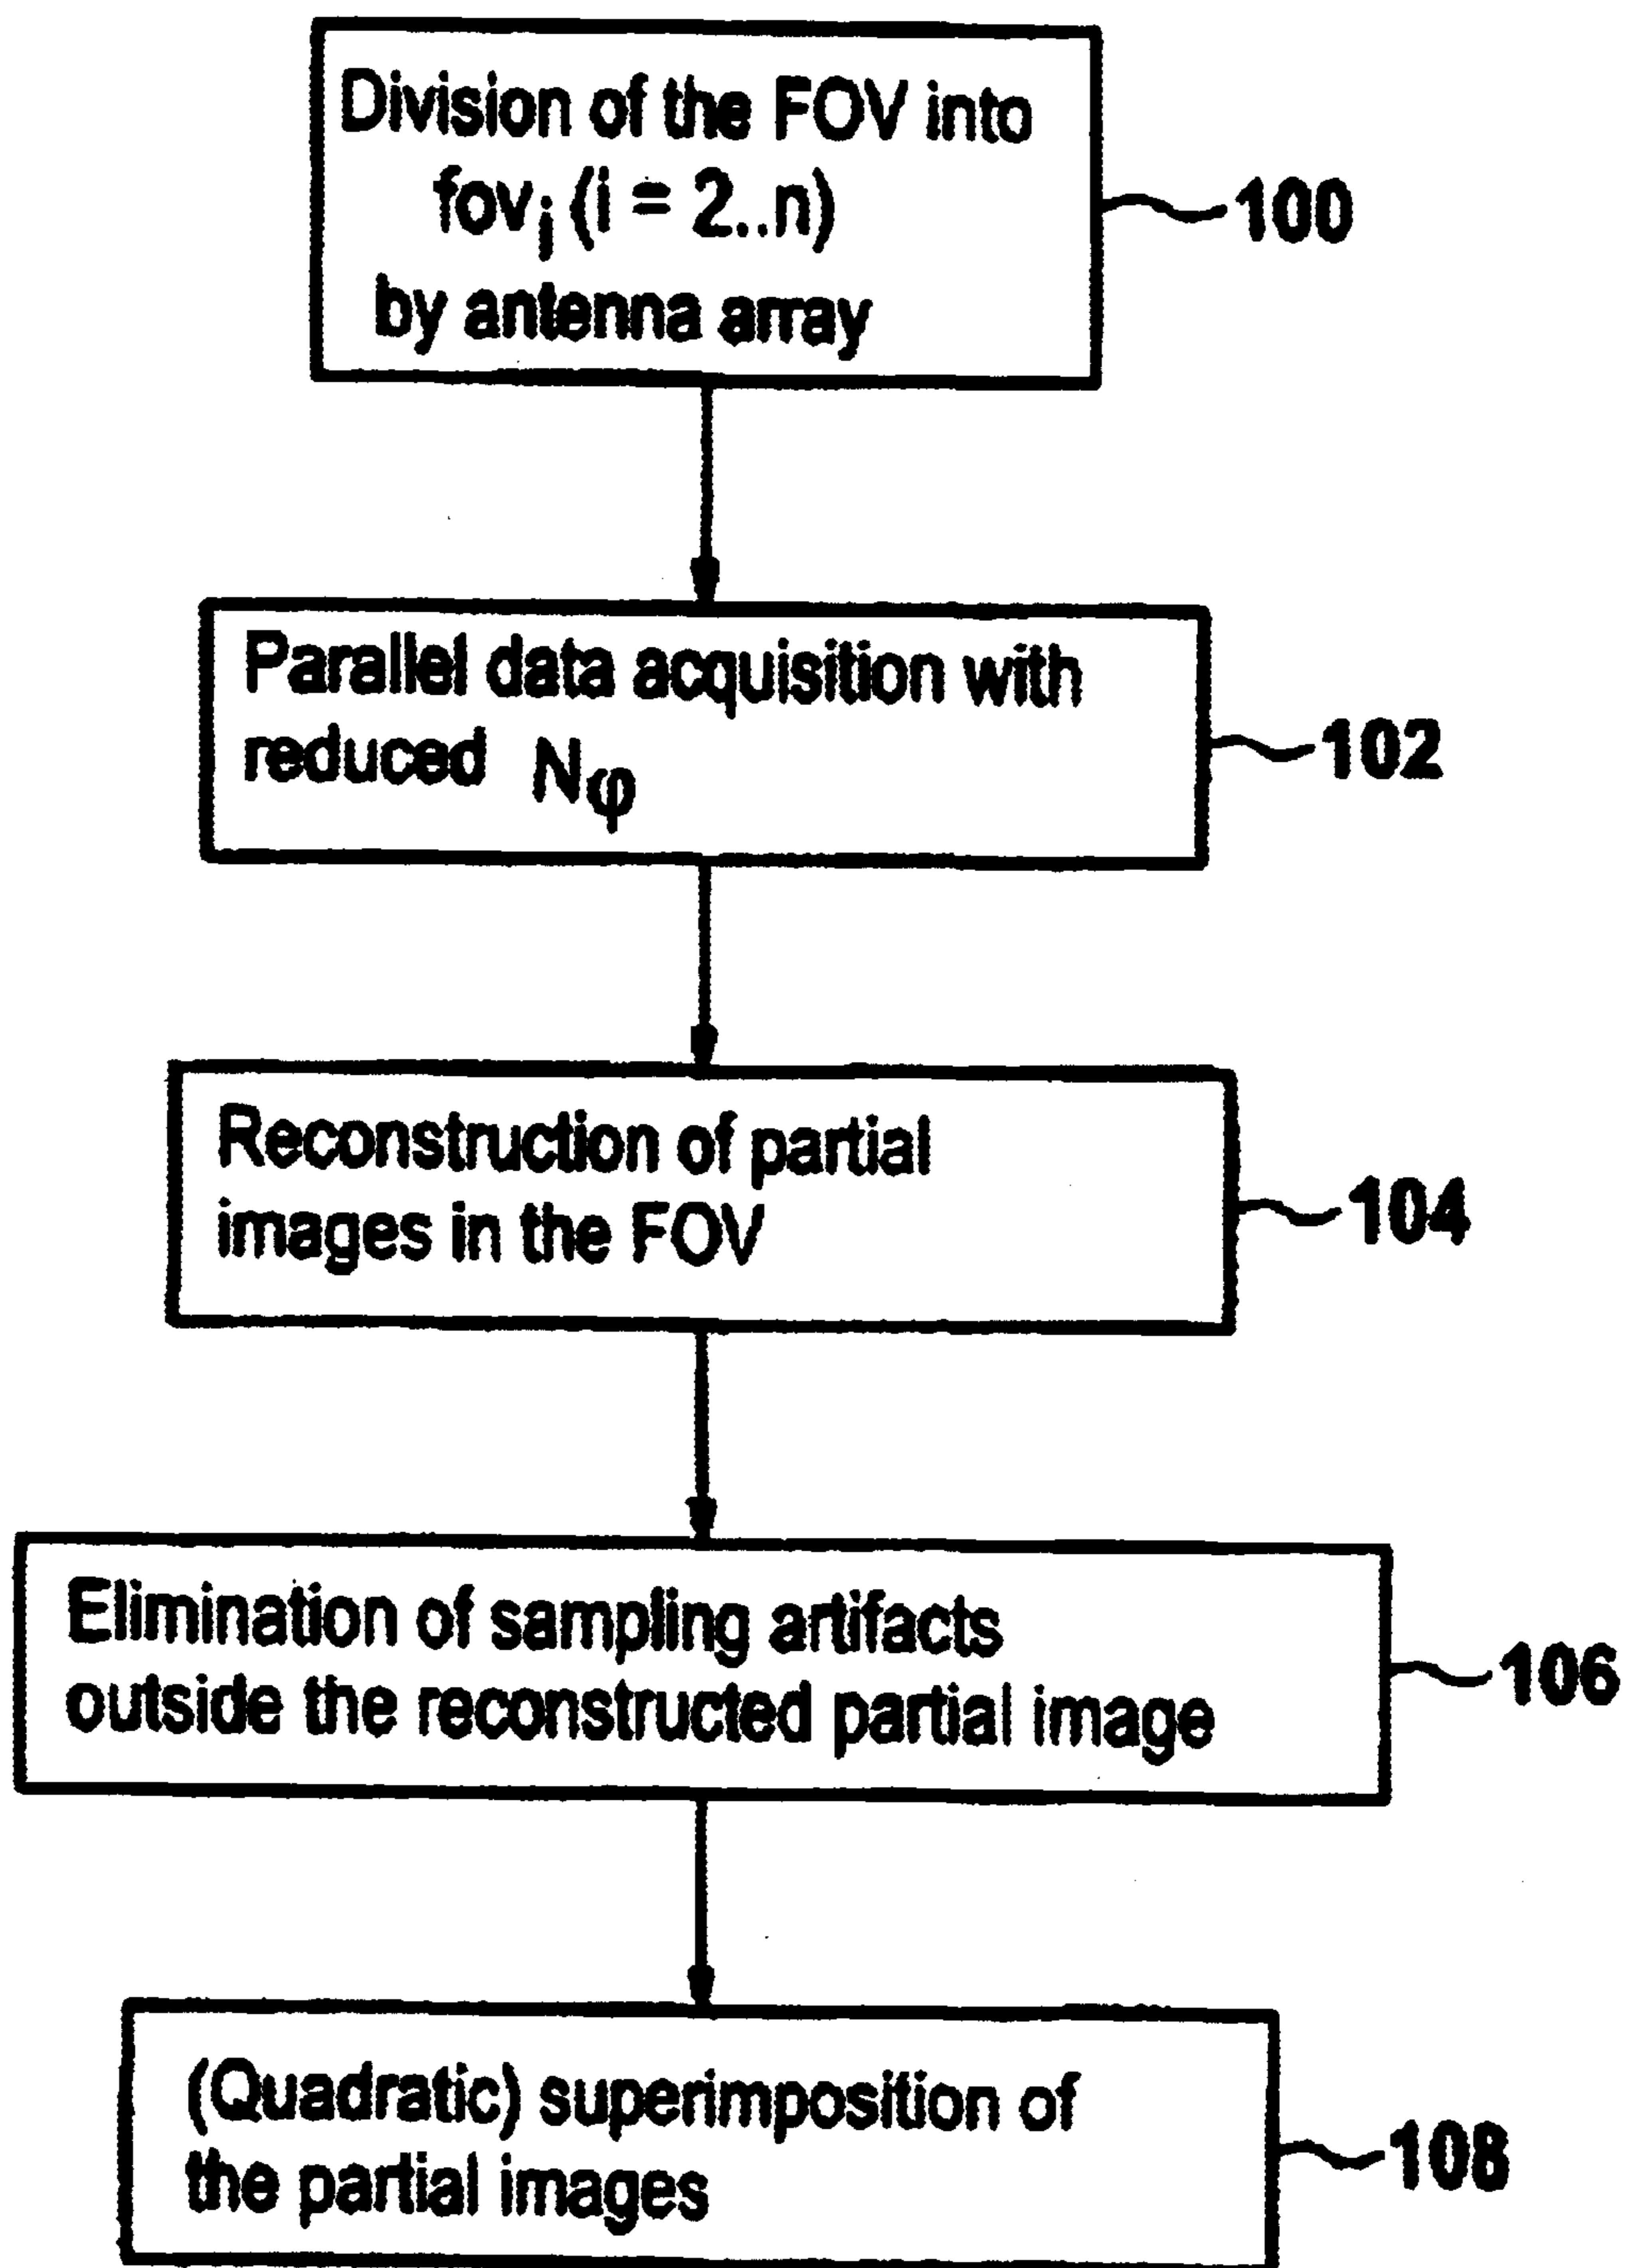 Division of the FOV into
fovᵢ (i = 2..n)
by antenna array
100
Parallel data acquisition with
reduced Nφ
102
Reconstruction of partial
images in the FOV
104
Elimination of sampling artifacts
outside the reconstructed partial image
106
(Quadratic) superimposition of
the partial images
108